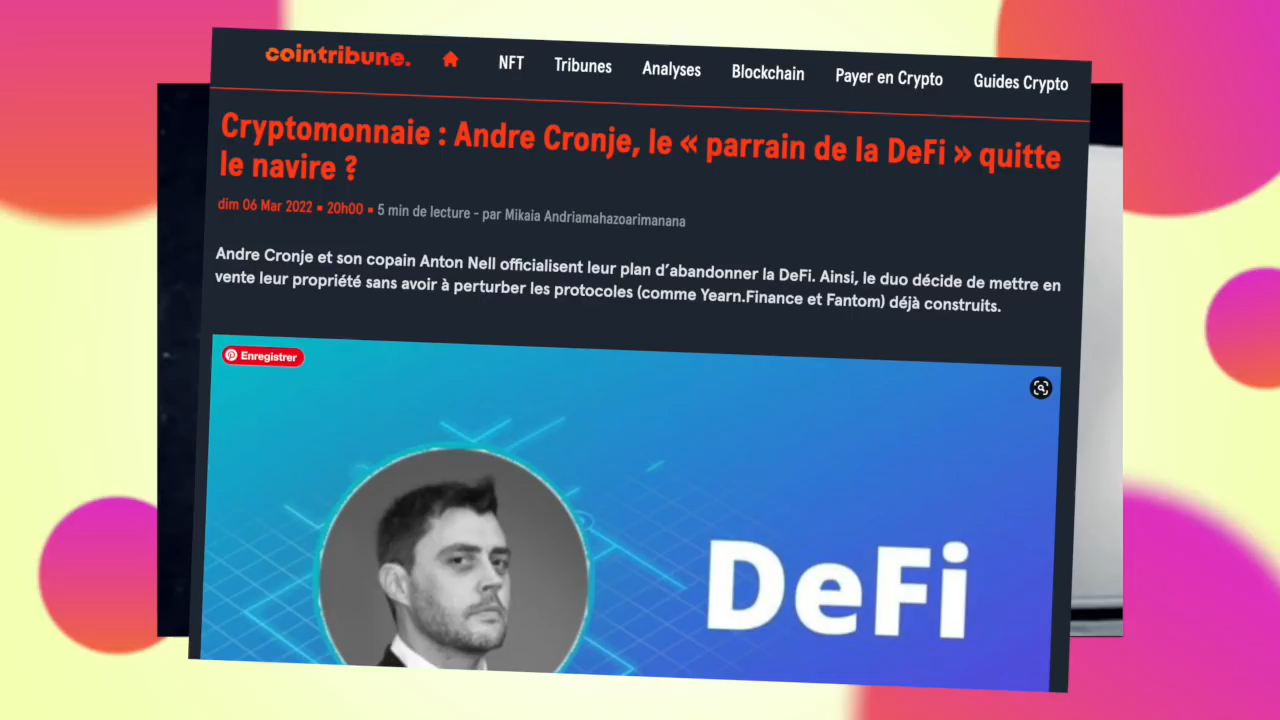 cointribune.
NFT Tribunes Analyses Blockchain Payer en Crypto Guides Crypto
Cryptomonnaie : Andre Cronje, le « parrain de la DeFi » quitte
le navire ?
dim 06 Mar 2022 ▪ 20h00 ▪ 5 min de lecture - par Mikaia Andriamahazoarimanana
Andre Cronje et son copain Anton Nell officialisent leur plan d’abandonner la DeFi. Ainsi, le duo décide de mettre en
vente leur propriété sans avoir à perturber les protocoles (comme Yearn.Finance et Fantom) déjà construits.
Enregistrer
DeFi